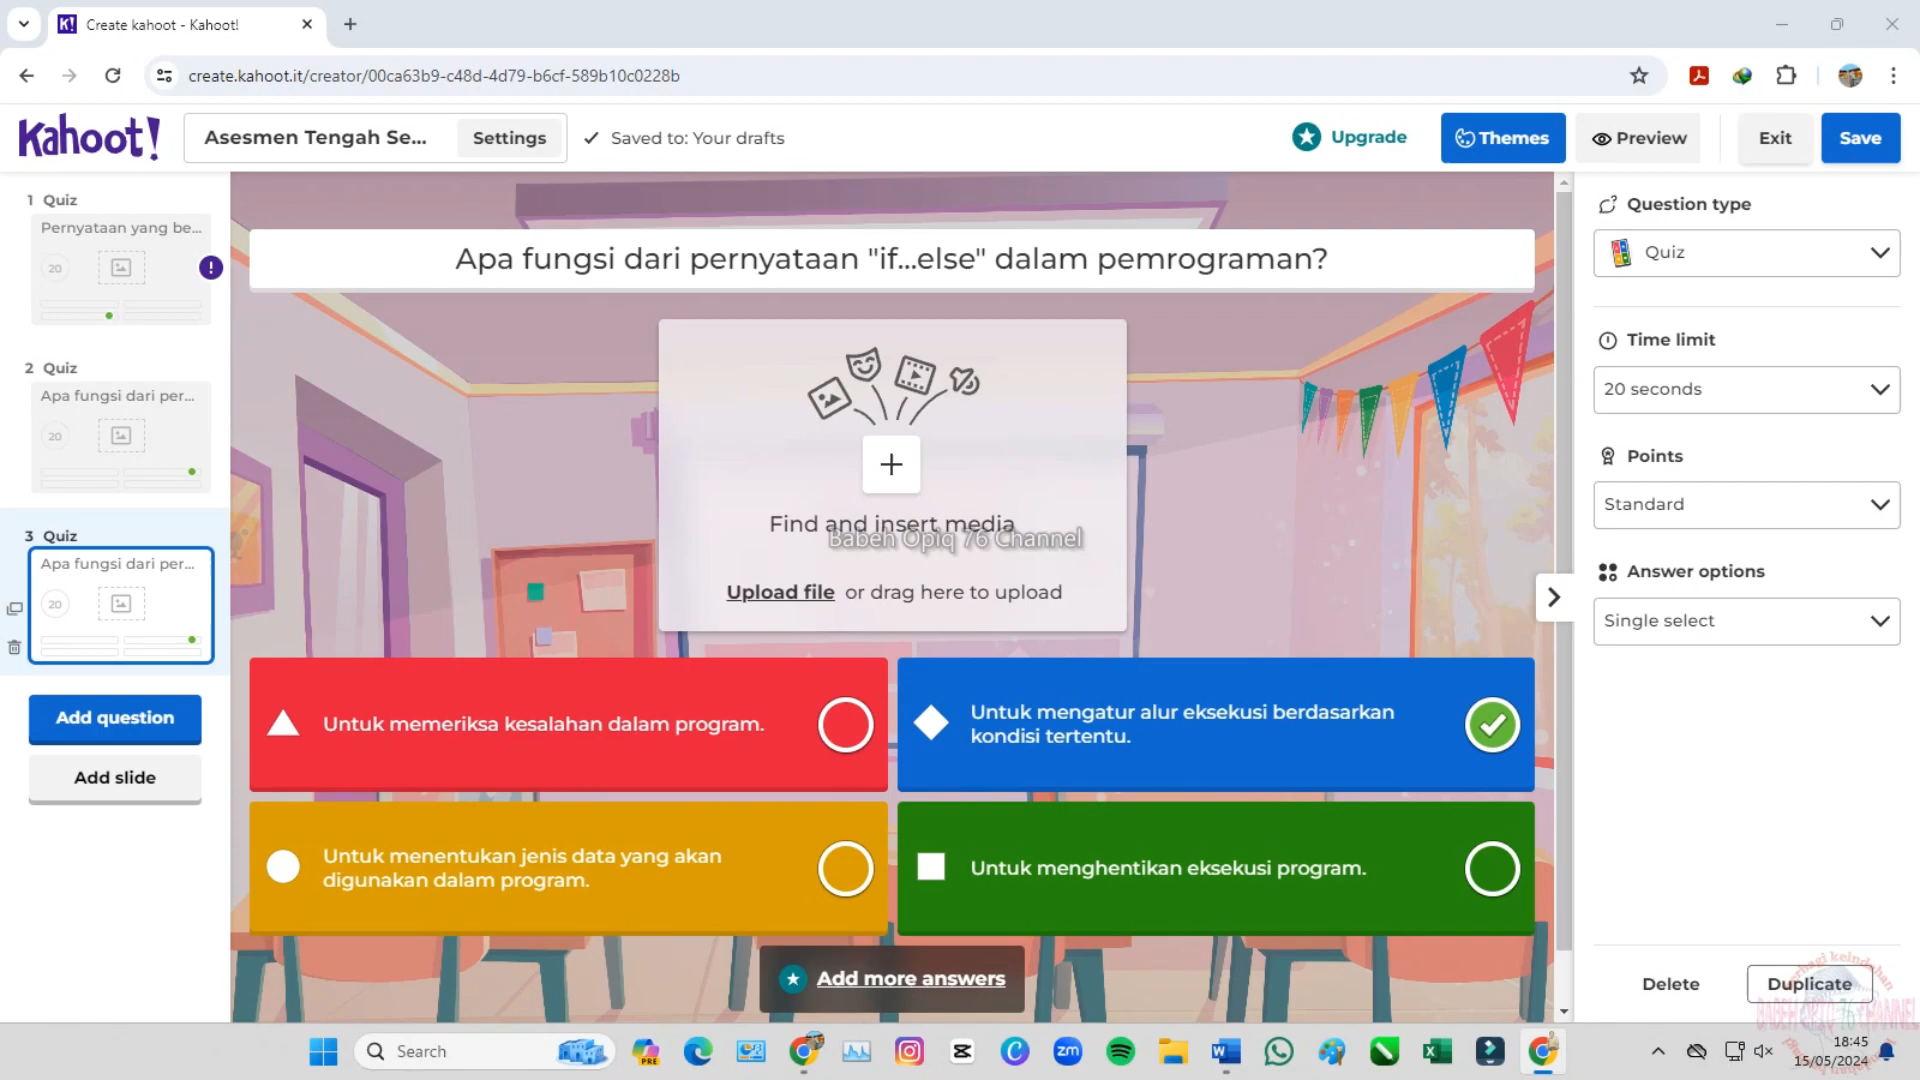 Create kahoot - Kahoot!
create.kahoot.it/creator/00ca63b9-c48d-4d79-b6cf-589b10c0228b
Kahoot!
Asesmen Tengah Se...
Settings
Saved to: Your drafts
Upgrade
Themes
Preview
Exit
Save
1 Quiz
Pernyataan yang be...
20
2 Quiz
Apa fungsi dari per...
20
3 Quiz
Apa fungsi dari per...
20
Add question
Add slide
Apa fungsi dari pernyataan "if...else" dalam pemrograman?
Find and insert media
Babeh Opiq 76 Channel
Upload file or drag here to upload
Untuk memeriksa kesalahan dalam program.
Untuk mengatur alur eksekusi berdasarkan
kondisi tertentu.
Untuk menentukan jenis data yang akan
digunakan dalam program.
Untuk menghentikan eksekusi program.
Add more answers
Question type
Quiz
Time limit
20 seconds
Points
Standard
Answer options
Single select
Delete
Duplicate
BABEH OPIQ 76 CHANNEL
Search
PRE
zm
18:45
15/05/2024